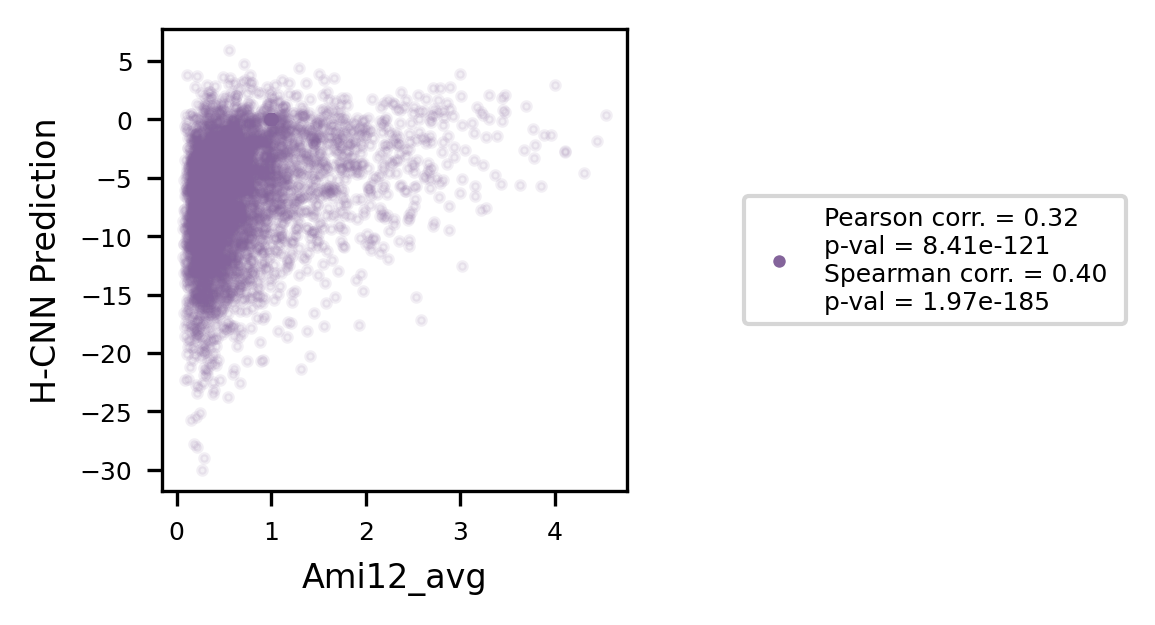 5
0
−5
−10
−15
−20
−25
−30
H-CNN Prediction
0
1
2
3
4
Ami12_avg
Pearson corr. = 0.32
p-val = 8.41e-121
Spearman corr. = 0.40
p-val = 1.97e-185